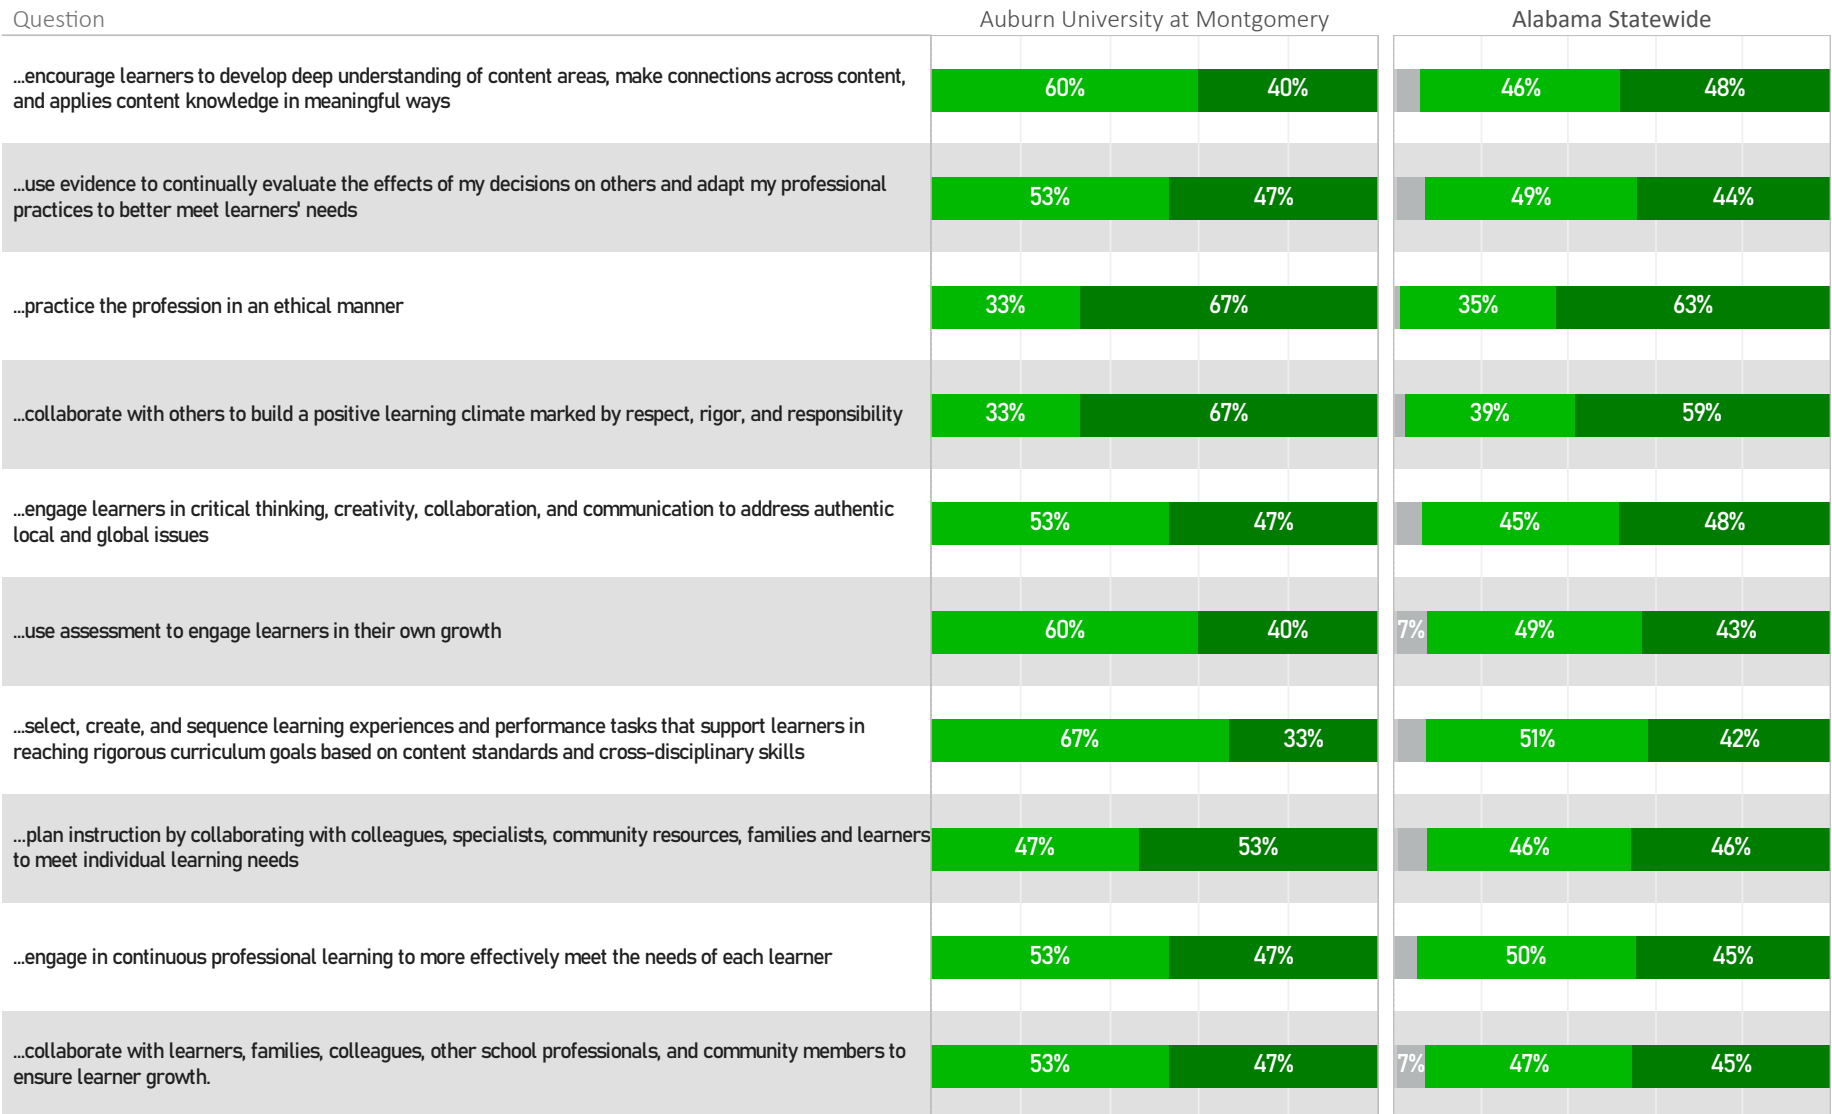 Question Auburn University at Montgomery Alabama Statewide
...encourage learners to develop deep understanding of content areas, make connections across content,
and applies content knowledge in meaningful ways
60% 40% 46% 48%
...use evidence to continually evaluate the effects of my decisions on others and adapt my professional
practices to better meet learners' needs
53% 47% 49% 44%
...practice the profession in an ethical manner
33% 67% 35% 63%
...collaborate with others to build a positive learning climate marked by respect, rigor, and responsibility
33% 67% 39% 59%
...engage learners in critical thinking, creativity, collaboration, and communication to address authentic
local and global issues
53% 47% 45% 48%
...use assessment to engage learners in their own growth
60% 40% 7% 49% 43%
...select, create, and sequence learning experiences and performance tasks that support learners in
reaching rigorous curriculum goals based on content standards and cross-disciplinary skills
67% 33% 51% 42%
...plan instruction by collaborating with colleagues, specialists, community resources, families and learners
to meet individual learning needs
47% 53% 46% 46%
...engage in continuous professional learning to more effectively meet the needs of each learner
53% 47% 50% 45%
...collaborate with learners, families, colleagues, other school professionals, and community members to
ensure learner growth.
53% 47% 7% 47% 45%